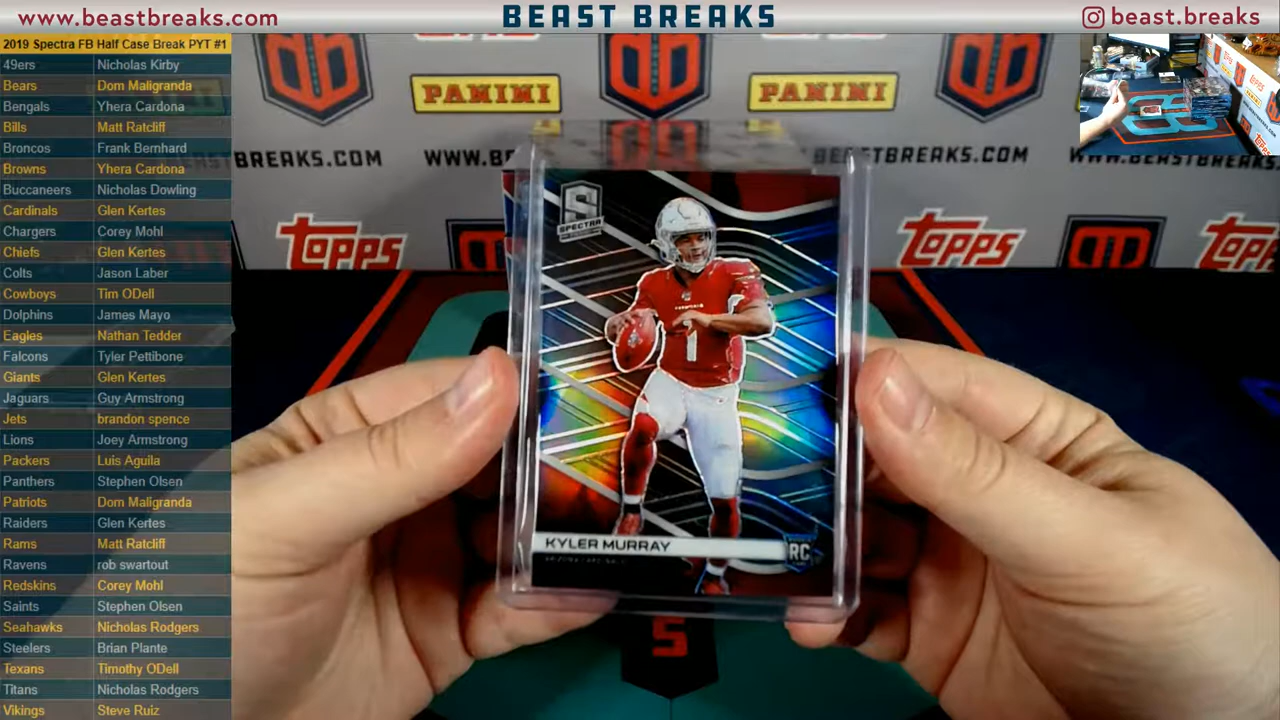 www.beastbreaks.com
BEAST BREAKS
beast.breaks
2019 Spectra FB Half Case Break PYT #1
49ers Nicholas Kirby
Bears Dom Maligranda
Bengals Yhera Cardona
Bills Matt Ratcliff
Broncos Frank Bernhard
Browns Yhera Cardona
Buccaneers Nicholas Dowling
Cardinals Glen Kertes
Chargers Corey Mohl
Chiefs Glen Kertes
Colts Jason Laber
Cowboys Tim ODell
Dolphins James Mayo
Eagles Nathan Tedder
Falcons Tyler Pettibone
Giants Glen Kertes
Jaguars Guy Armstrong
Jets brandon spence
Lions Joey Armstrong
Packers Luis Aguila
Panthers Stephen Olsen
Patriots Dom Maligranda
Raiders Glen Kertes
Rams Matt Ratcliff
Ravens rob swartout
Redskins Corey Mohl
Saints Stephen Olsen
Seahawks Nicholas Rodgers
Steelers Brian Plante
Texans Timothy ODell
Titans Nicholas Rodgers
Vikings Steve Ruiz
PANINI
PANINI
EASTBREAKS.COM
WWW.BE
TBREAKS.COM
WWW.BEAST
topps
topps
topps
S
SPECTRA
1
KYLER MURRAY
RC